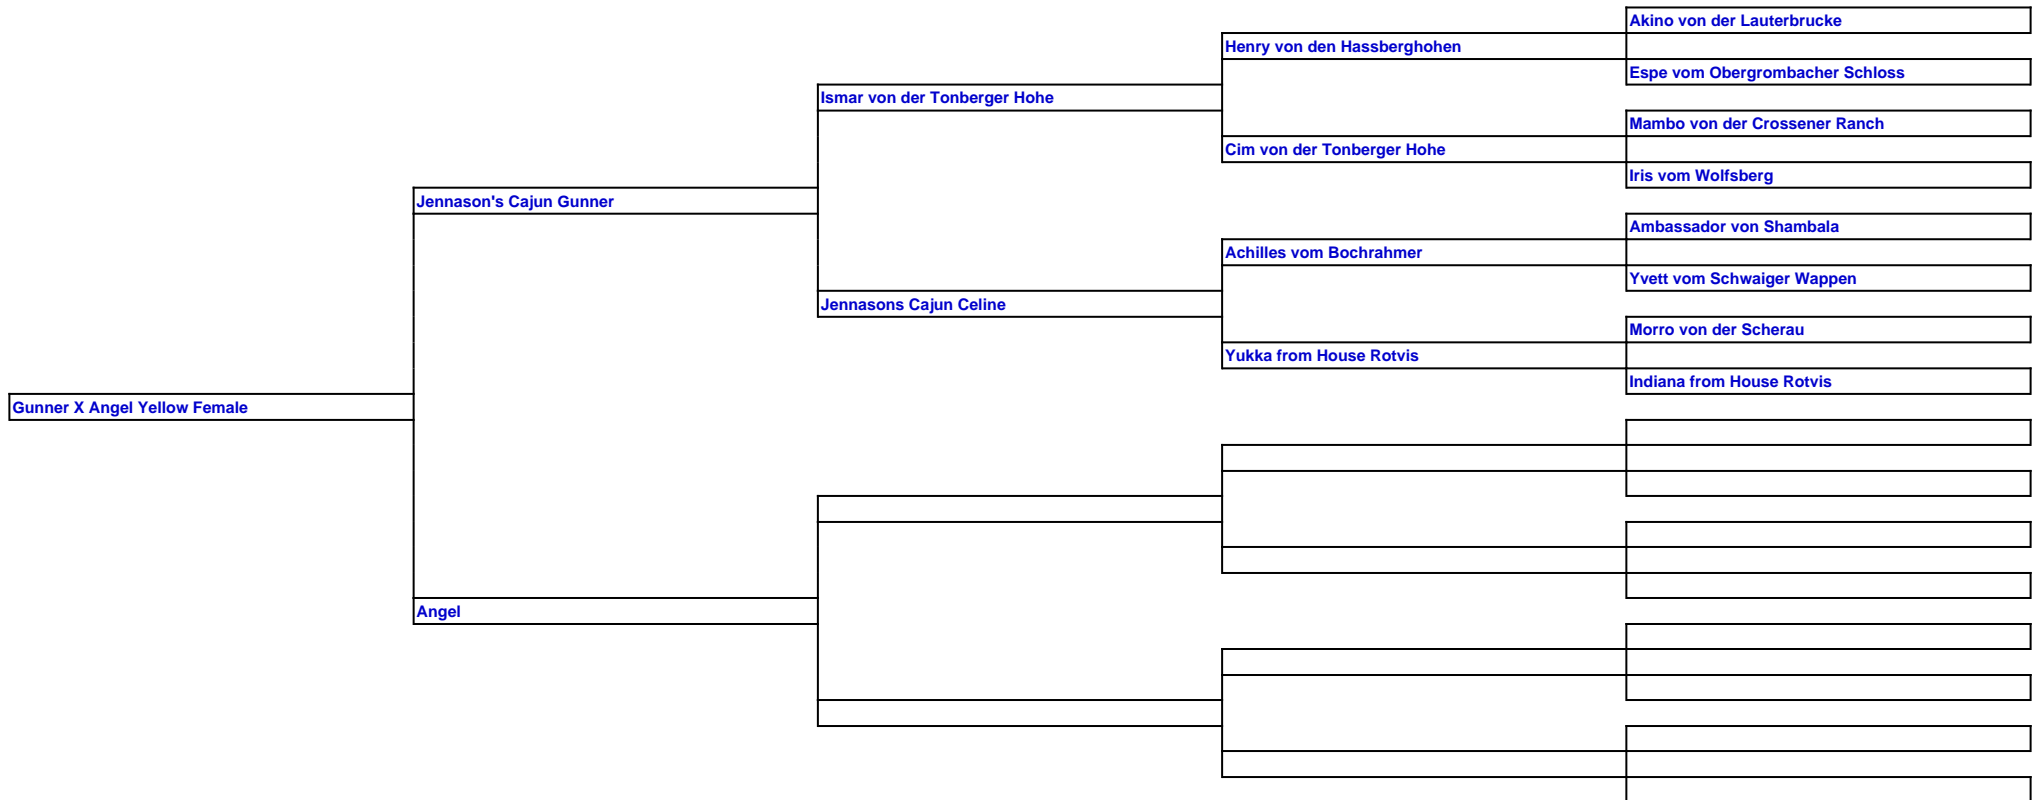 Akino von der Lauterbrucke
Henry von den Hassberghohen
Espe vom Obergrombacher Schloss
Ismar von der Tonberger Hohe
Mambo von der Crossener Ranch
Cim von der Tonberger Hohe
Iris vom Wolfsberg
Jennason's Cajun Gunner
Ambassador von Shambala
Achilles vom Bochrahmer
Yvett vom Schwaiger Wappen
Jennasons Cajun Celine
Morro von der Scherau
Yukka from House Rotvis
Indiana from House Rotvis
Gunner X Angel Yellow Female
Angel